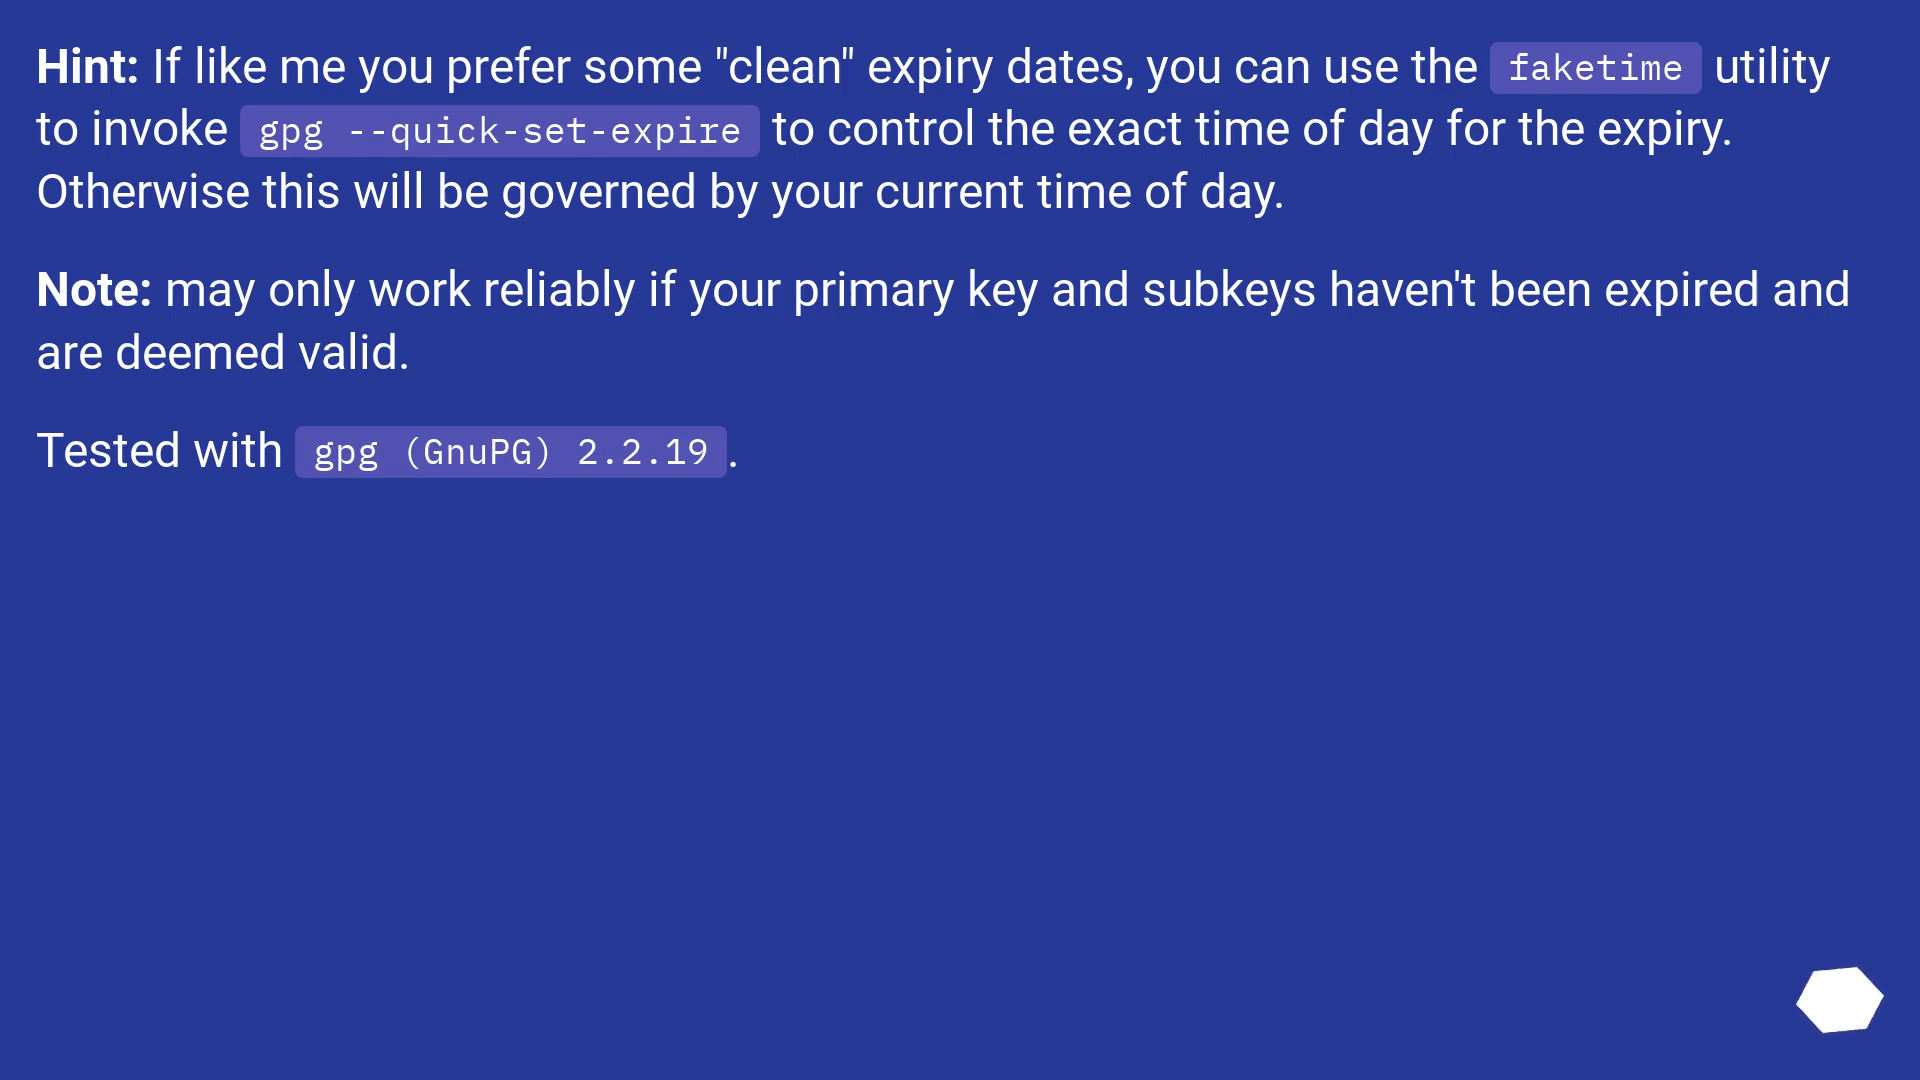 Hint: If like me you prefer some "clean" expiry dates, you can use the faketime utility
to invoke gpg --quick-set-expire to control the exact time of day for the expiry.
Otherwise this will be governed by your current time of day.
Note: may only work reliably if your primary key and subkeys haven't been expired and
are deemed valid.
Tested with gpg (GnuPG) 2.2.19.